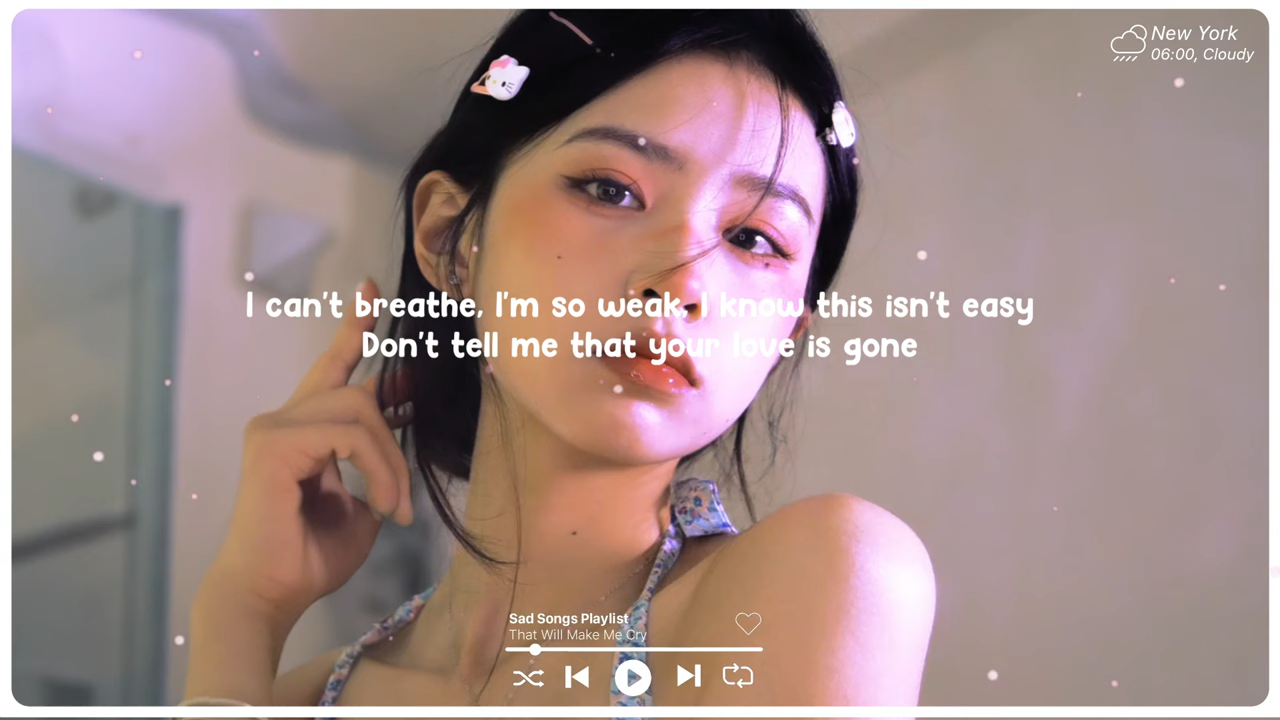 New York
06:00, Cloudy
I can't breathe, I'm so weak, I know this isn't easy
Don't tell me that your love is gone
Sad Songs Playlist
That Will Make Me Cry